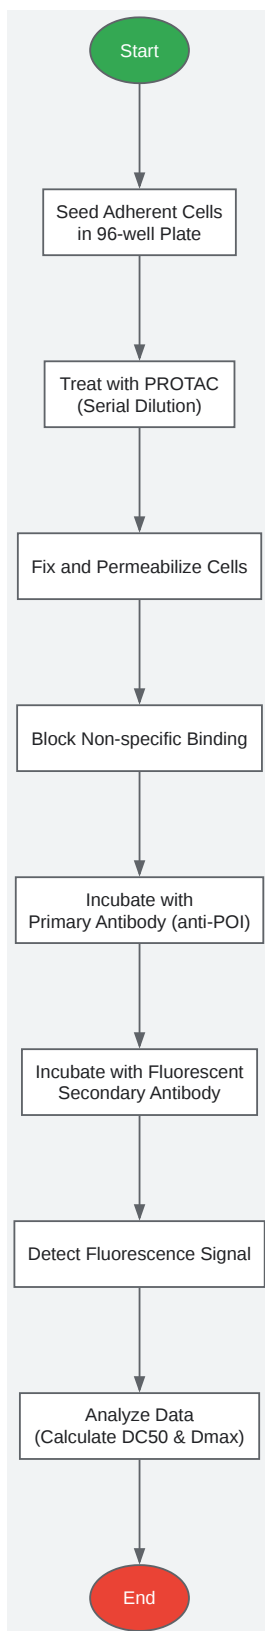 Start
Seed Adherent Cells
in 96-well Plate
Treat with PROTAC
(Serial Dilution)
Fix and Permeabilize Cells
Block Non-specific Binding
Incubate with
Primary Antibody (anti-POI)
Incubate with Fluorescent
Secondary Antibody
Detect Fluorescence Signal
Analyze Data
(Calculate DC50 & Dmax)
End